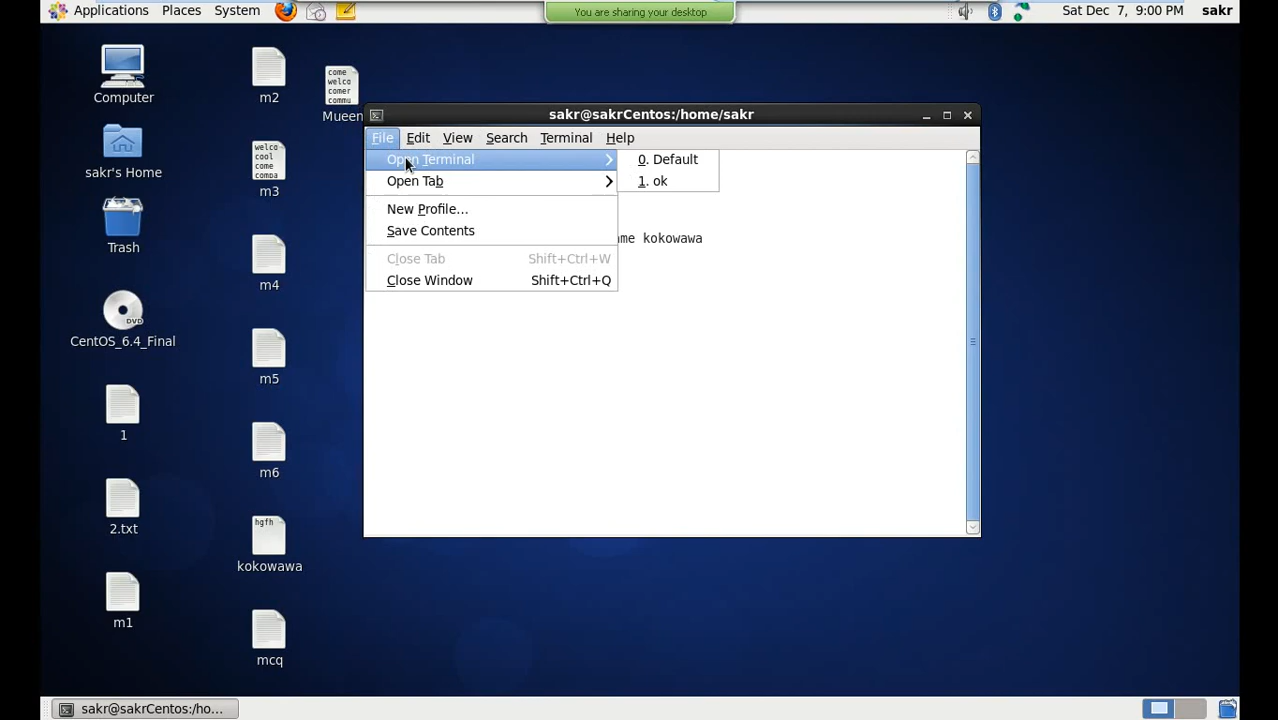 Applications Places System
You are sharing your desktop
Sat Dec 7, 9:00 PM sakr
Computer
m2
come
welco
comer
commu
Mueen
sakr@sakrCentos:/home/sakr
File Edit View Search Terminal Help
Open Terminal
0. Default
Open Tab
1. ok
New Profile...
Save Contents
ame kokowawa
Close Tab Shift+Ctrl+W
Close Window Shift+Ctrl+Q
sakr's Home
welco
cool
come
compa
m3
Trash
m4
DVD
CentOS_6.4_Final
m5
1
m6
2.txt
hgfh
kokowawa
m1
mcq
sakr@sakrCentos:/ho...